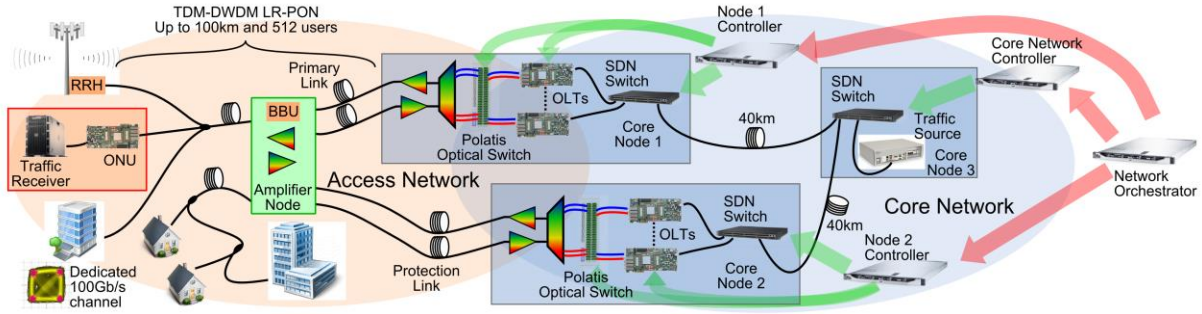 TDM-DWDM LR-PON
Up to 100km and 512 users
RRH
Traffic
Receiver
ONU
Dedicated
100Gb/s
channel
BBU
Amplifier
Node
Primary
Link
Access Network
Protection
Link
Polatis
Optical Switch
OLTs
SDN
Switch
Core
Node 1
Polatis
Optical Switch
OLTs
SDN
Switch
Core
Node 2
Node 1
Controller
40km
40km
SDN
Switch
Traffic
Source
Core
Node 3
Core Network
Controller
Core Network
Node 2
Controller
Network
Orchestrator